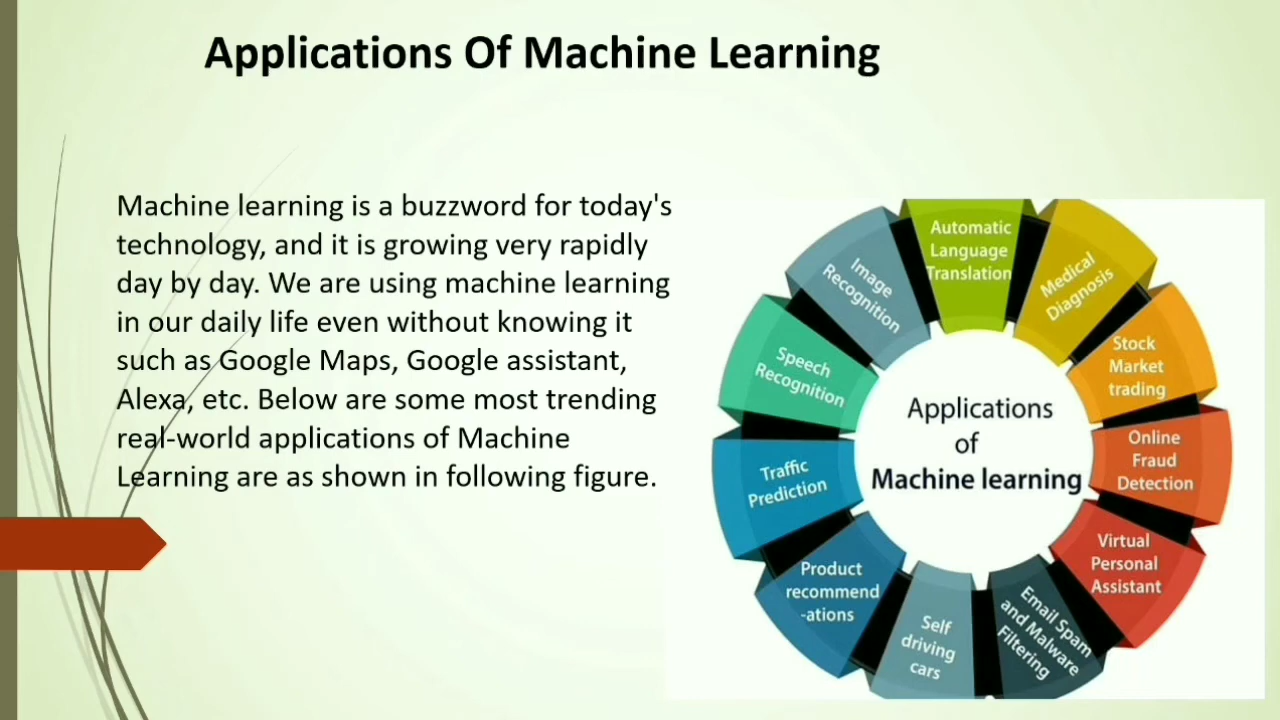 Applications Of Machine Learning
Machine learning is a buzzword for today's
technology, and it is growing very rapidly
day by day. We are using machine learning
in our daily life even without knowing it
such as Google Maps, Google assistant,
Alexa, etc. Below are some most trending
real-world applications of Machine
Learning are as shown in following figure.
Automatic
Language
Translation
Medical
Diagnosis
Stock
Market
trading
Online
Fraud
Detection
Virtual
Personal
Assistant
Email Spam
and Malware
Filtering
Self
driving
cars
Product
recommend
-ations
Traffic
Prediction
Speech
Recognition
Image
Recognition
Applications
of
Machine learning